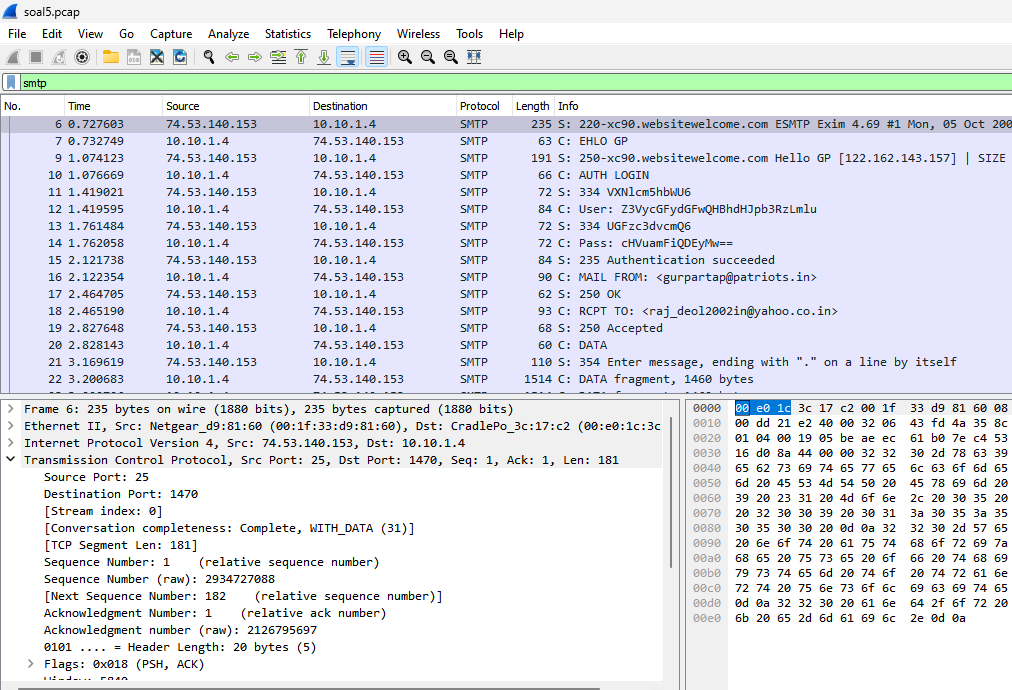 soal5.pcap
File Edit View Go Capture Analyze Statistics Telephony Wireless Tools Help
smtp
No. Time Source Destination Protocol Length Info
6 0.727603 74.53.140.153 10.10.1.4 SMTP 235 S: 220-xc90.websitewelcome.com ESMTP Exim 4.69 #1 Mon, 05 Oct 200
7 0.732749 10.10.1.4 74.53.140.153 SMTP 63 C: EHLO GP
9 1.074123 74.53.140.153 10.10.1.4 SMTP 191 S: 250-xc90.websitewelcome.com Hello GP [122.162.143.157] | SIZE
10 1.076669 10.10.1.4 74.53.140.153 SMTP 66 C: AUTH LOGIN
11 1.419021 74.53.140.153 10.10.1.4 SMTP 72 S: 334 VXNlcm5hbWU6
12 1.419595 10.10.1.4 74.53.140.153 SMTP 84 C: User: Z3VycGFydGFwQHBhdHJpb3RzLmlu
13 1.761484 74.53.140.153 10.10.1.4 SMTP 72 S: 334 UGFzc3dvcmQ6
14 1.762058 10.10.1.4 74.53.140.153 SMTP 72 C: Pass: cHVuamFiQDEyMw==
15 2.121738 74.53.140.153 10.10.1.4 SMTP 84 S: 235 Authentication succeeded
16 2.122354 10.10.1.4 74.53.140.153 SMTP 90 C: MAIL FROM: <gurpartap@patriots.in>
17 2.464705 74.53.140.153 10.10.1.4 SMTP 62 S: 250 OK
18 2.465190 10.10.1.4 74.53.140.153 SMTP 93 C: RCPT TO: <raj_deol2002in@yahoo.co.in>
19 2.827648 74.53.140.153 10.10.1.4 SMTP 68 S: 250 Accepted
20 2.828143 10.10.1.4 74.53.140.153 SMTP 60 C: DATA
21 3.169619 74.53.140.153 10.10.1.4 SMTP 110 S: 354 Enter message, ending with "." on a line by itself
22 3.200683 10.10.1.4 74.53.140.153 SMTP 1514 C: DATA fragment, 1460 bytes
Frame 6: 235 bytes on wire (1880 bits), 235 bytes captured (1880 bits)
Ethernet II, Src: Netgear_d9:81:60 (00:1f:33:d9:81:60), Dst: CradlePo_3c:17:c2 (00:e0:1c:3c
Internet Protocol Version 4, Src: 74.53.140.153, Dst: 10.10.1.4
Transmission Control Protocol, Src Port: 25, Dst Port: 1470, Seq: 1, Ack: 1, Len: 181
Source Port: 25
Destination Port: 1470
[Stream index: 0]
[Conversation completeness: Complete, WITH_DATA (31)]
[TCP Segment Len: 181]
Sequence Number: 1 (relative sequence number)
Sequence Number (raw): 2934727088
[Next Sequence Number: 182 (relative sequence number)]
Acknowledgment Number: 1 (relative ack number)
Acknowledgment number (raw): 2126795697
0101 .... = Header Length: 20 bytes (5)
Flags: 0x018 (PSH, ACK)
0000 00 e0 1c 3c 17 c2 00 1f 33 d9 81 60 08
0010 00 dd 21 e2 40 00 32 06 43 fd 4a 35 8c
0020 01 04 00 19 05 be ae ec 61 b0 7e c4 53
0030 16 d0 8a 44 00 00 32 32 30 2d 78 63 39
0040 65 62 73 69 74 65 77 65 6c 63 6f 6d 65
0050 6d 20 45 53 4d 54 50 20 45 78 69 6d 20
0060 39 20 23 31 20 4d 6f 6e 2c 20 30 35 20
0070 20 32 30 30 39 20 30 31 3a 30 35 3a 35
0080 30 35 30 30 20 0d 0a 32 32 30 2d 57 65
0090 20 6e 6f 74 20 61 75 74 68 6f 72 69 7a
00a0 68 65 20 75 73 65 20 6f 66 20 74 68 69
00b0 79 73 74 65 6d 20 74 6f 20 74 72 61 6e
00c0 72 74 20 75 6e 73 6f 6c 69 63 69 74 65
00d0 0d 0a 32 32 30 20 61 6e 64 2f 6f 72 20
00e0 6b 20 65 2d 6d 61 69 6c 2e 0d 0a